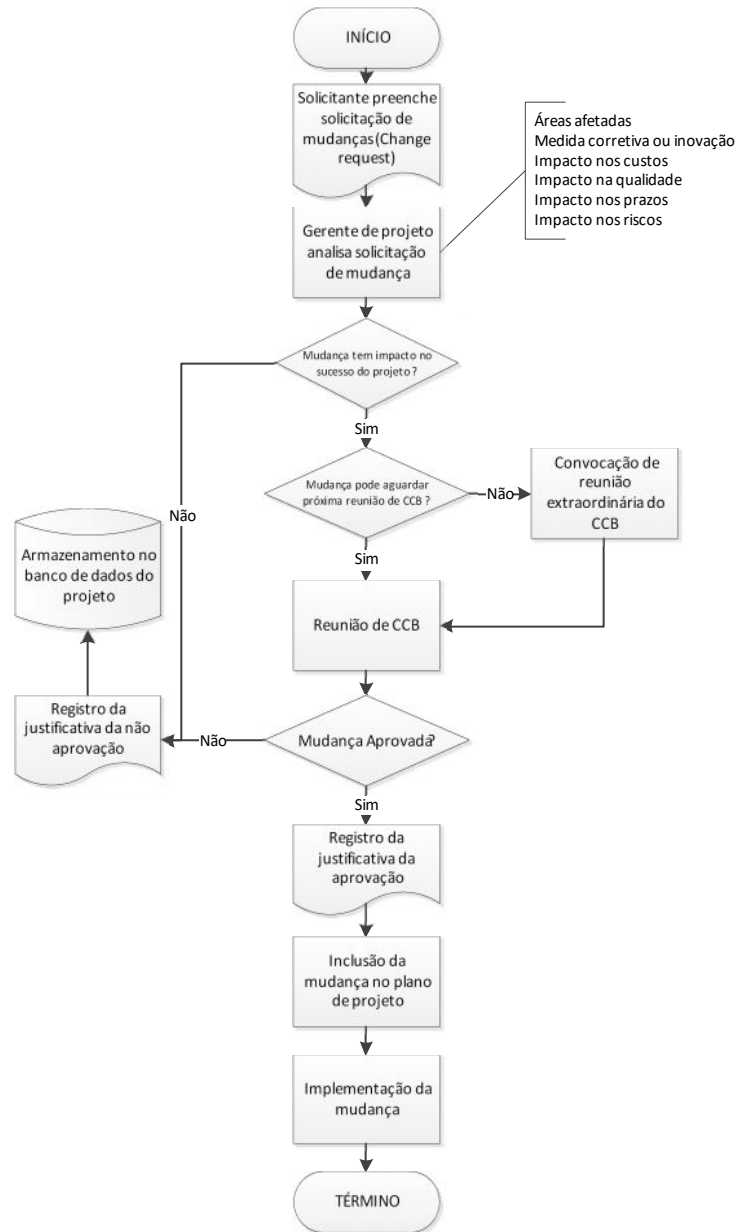 INÍCIO
Solicitante preenche
solicitação de
mudanças(Change
request)
Áreas afetadas
Medida corretiva ou inovação
Impacto nos custos
Impacto na qualidade
Impacto nos prazos
Impacto nos riscos
Gerente de projeto
analisa solicitação
de mudança
Mudança tem impacto no
sucesso do projeto ?
Sim
Mudança pode aguardar
próxima reunião de CCB ?
Não
Convocação de
reunião
extraordinária do
CCB
Não
Sim
Armazenamento no
banco de dados do
projeto
Reunião de CCB
Registro da
justificativa da não
aprovação
Não
Mudança Aprovada?
Sim
Registro da
justificativa da
aprovação
Inclusão da
mudança no plano
de projeto
Implementação da
mudança
TÉRMINO